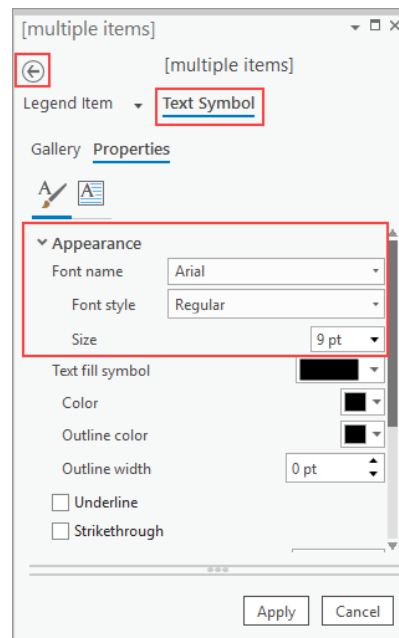 [multiple items]
[multiple items]
Legend Item Text Symbol
Gallery Properties
A A
Appearance
Font name Arial
Font style Regular
Size 9 pt
Text fill symbol
Color
Outline color
Outline width 0 pt
Underline
Strikethrough
Apply Cancel